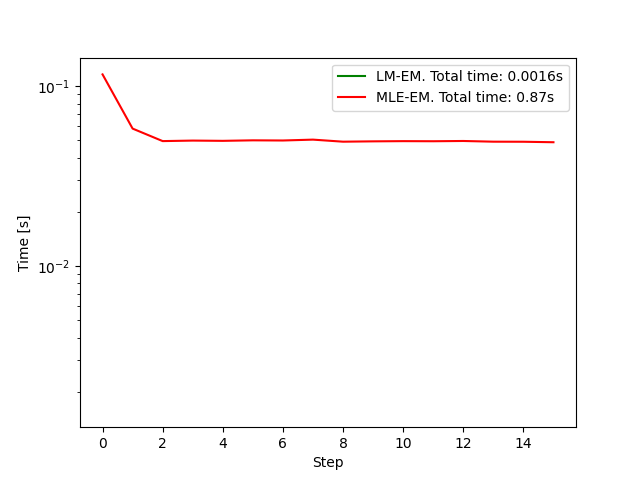 LM-EM. Total time: 0.0016s
MLE-EM. Total time: 0.87s
10⁻¹
10⁻²
Time [s]
0 2 4 6 8 10 12 14
Step